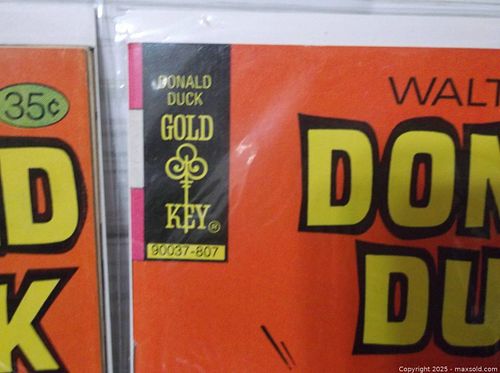 35¢
D
K
DONALD
DUCK
GOLD
KEY®
90037-807
WALT
DON
DU
Copyright © 2025 - maxsold.com